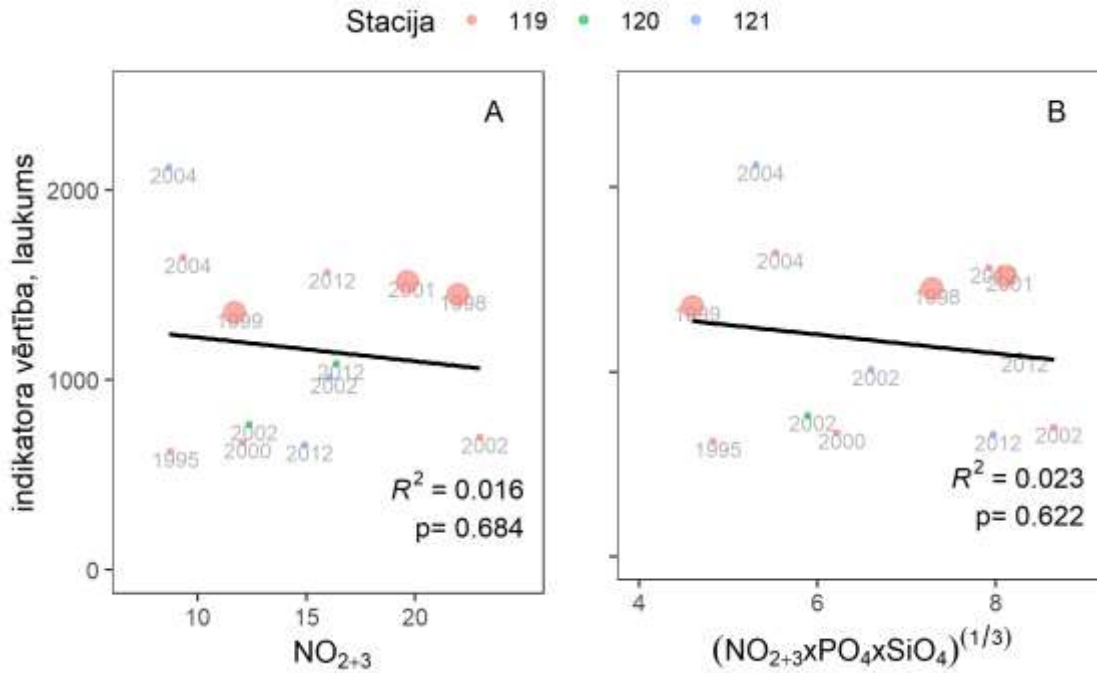 Stacija 119 120 121
indikatora vērtība, laukums
A
2000
1000
0
2004
2004
2012
2001
1998
1999
2012
2002
2002
2000
2012
1995
2002
R² = 0.016
p= 0.684
10 15 20
NO₂₊₃
B
2004
2004
2001
1998
1999
2012
2002
2002
2000
1995
2012
2002
R² = 0.023
p= 0.622
4 6 8
(NO₂₊₃xPO₄xSiO₄)⁽¹/³⁾